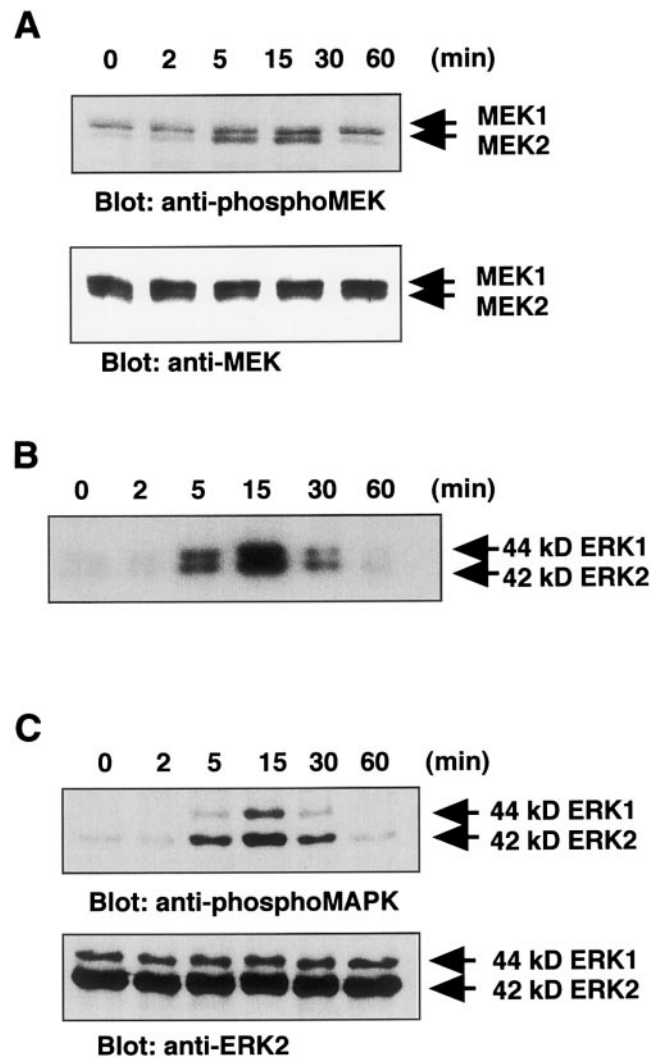 A
0 2 5 15 30 60 (min)
MEK1
MEK2
Blot: anti-phosphoMEK
MEK1
MEK2
Blot: anti-MEK
B
0 2 5 15 30 60 (min)
44 kD ERK1
42 kD ERK2
C
0 2 5 15 30 60 (min)
44 kD ERK1
42 kD ERK2
Blot: anti-phosphoMAPK
44 kD ERK1
42 kD ERK2
Blot: anti-ERK2